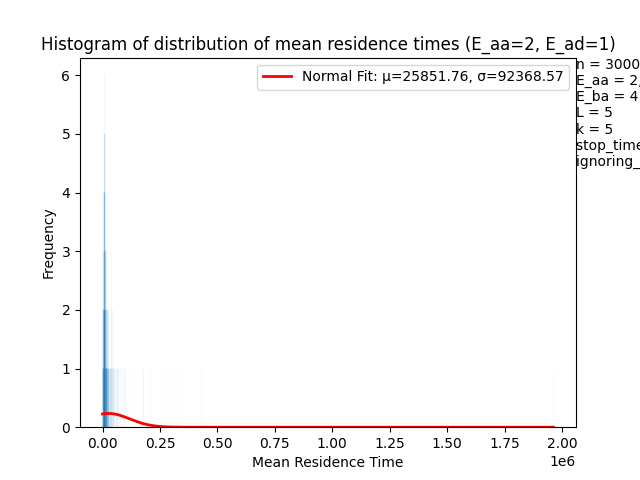 Histogram of distribution of mean residence times (E_aa=2, E_ad=1)
Normal Fit: μ=25851.76, σ=92368.57
n = 3000
E_aa = 2,
E_ba = 4
L = 5
k = 5
stop_time
ignoring_
Frequency
6
5
4
3
2
1
0
0.00 0.25 0.50 0.75 1.00 1.25 1.50 1.75 2.00
1e6
Mean Residence Time